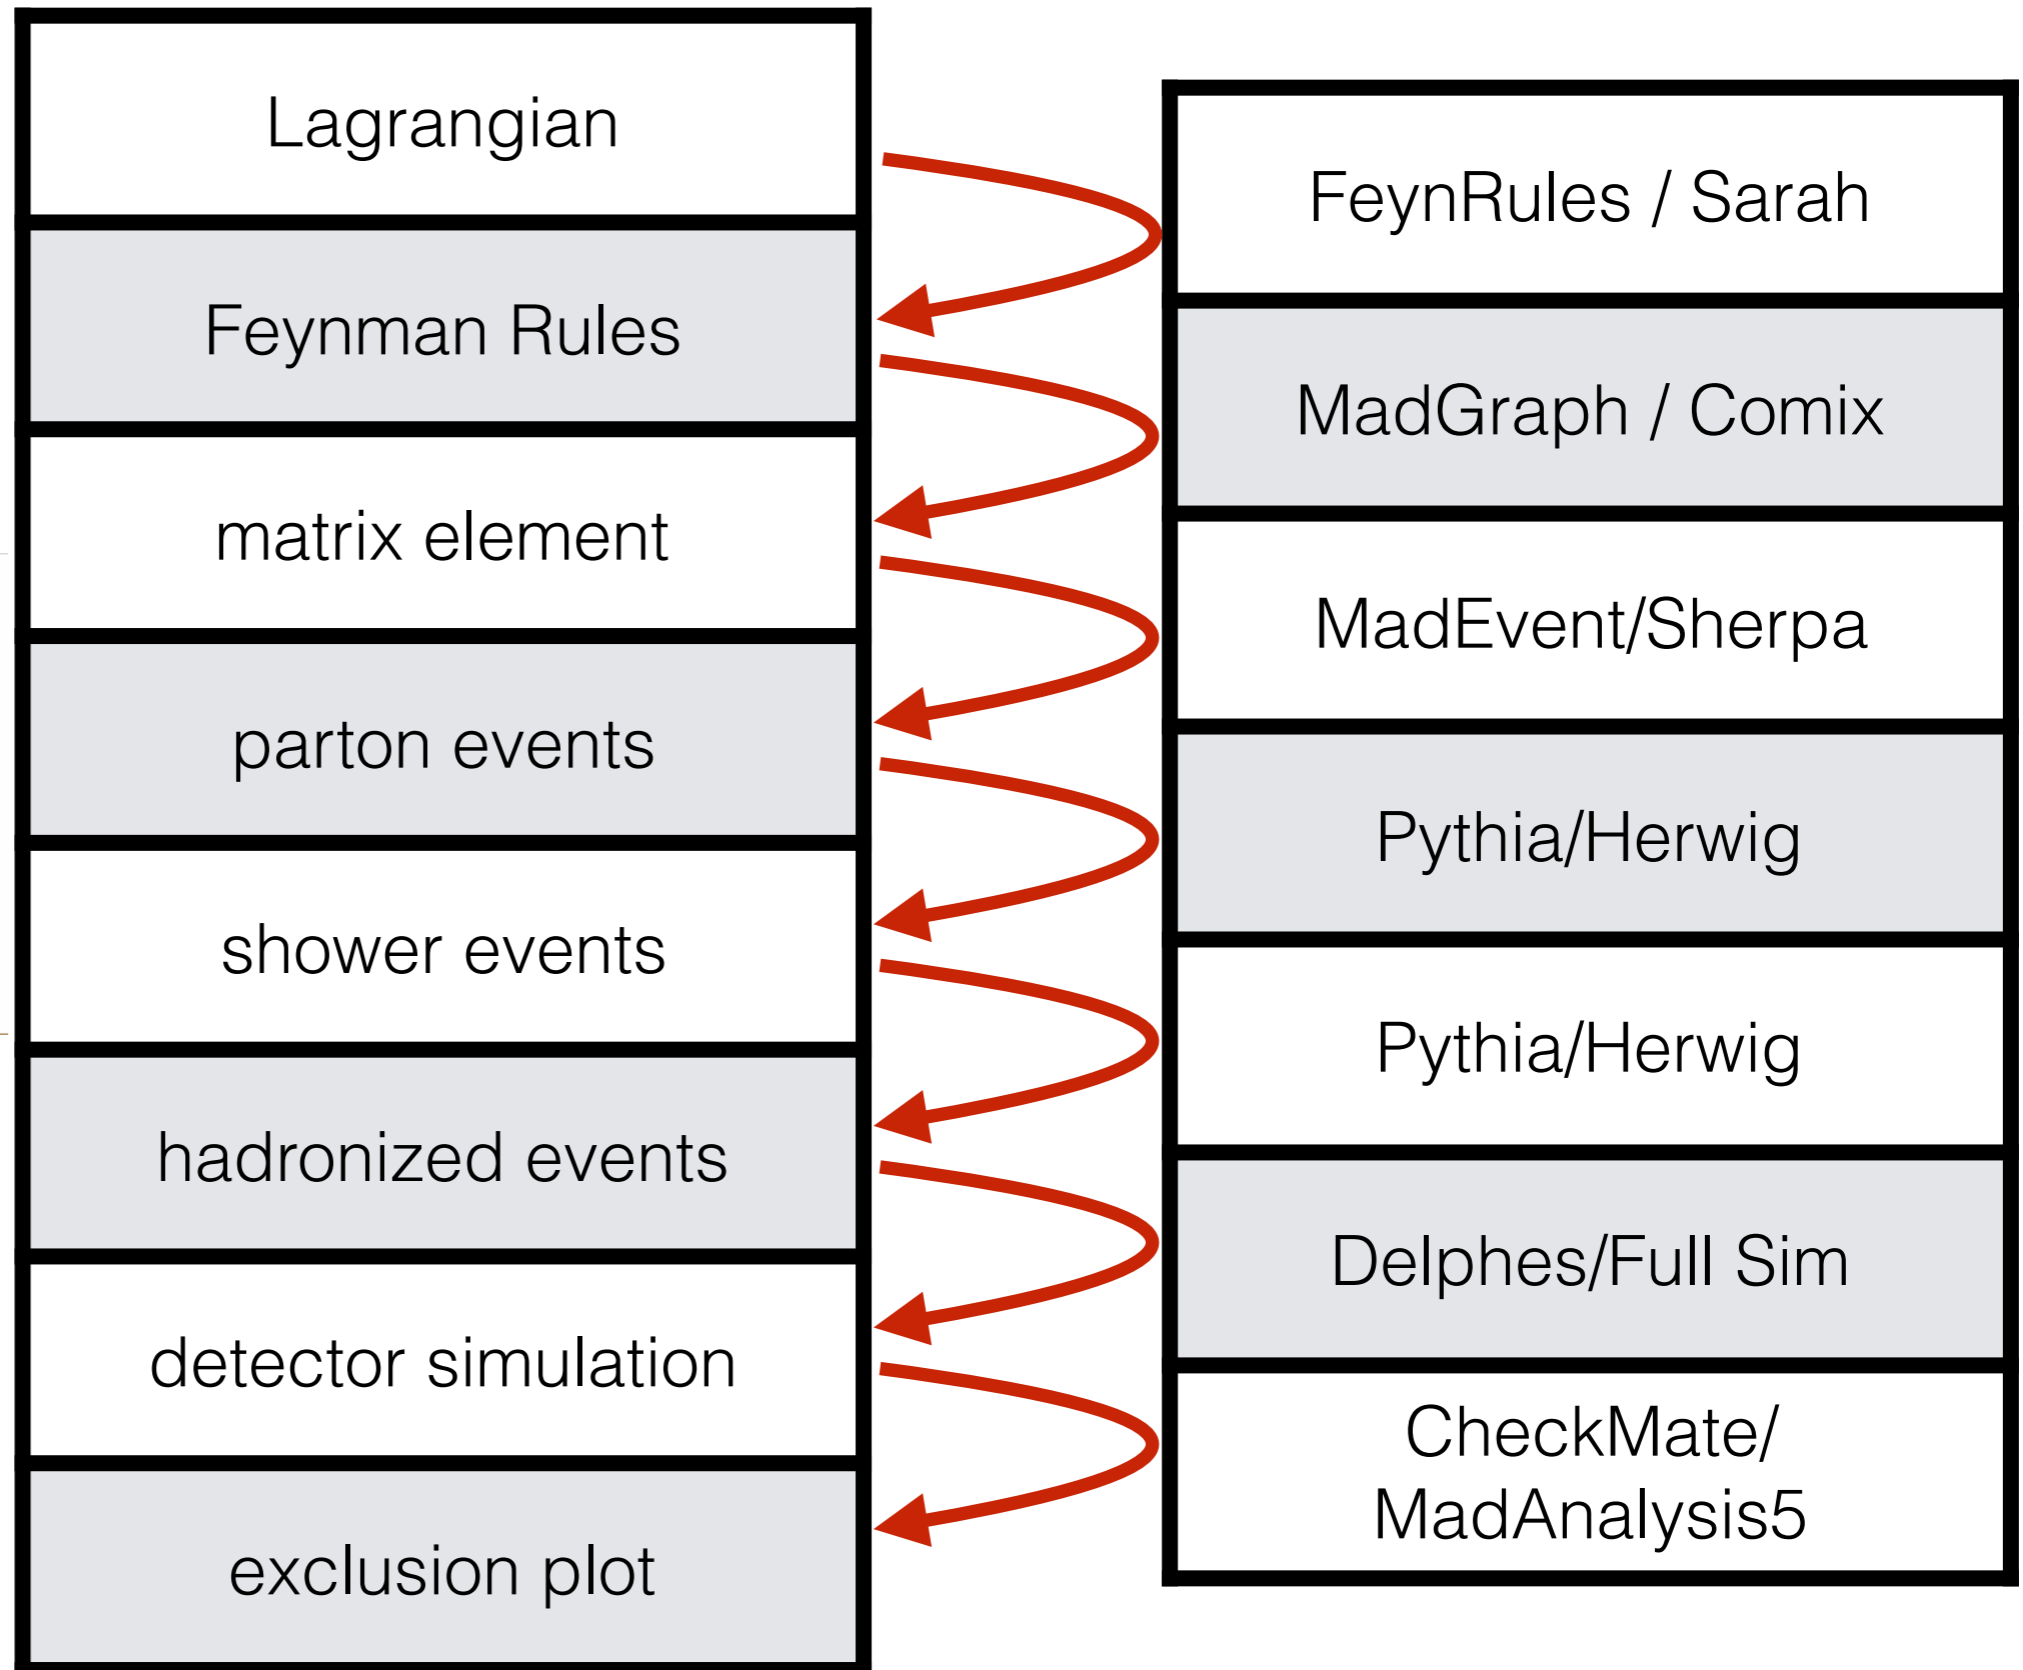 Lagrangian
Feynman Rules
matrix element
parton events
shower events
hadronized events
detector simulation
exclusion plot
FeynRules / Sarah
MadGraph / Comix
MadEvent/Sherpa
Pythia/Herwig
Pythia/Herwig
Delphes/Full Sim
CheckMate/
MadAnalysis5